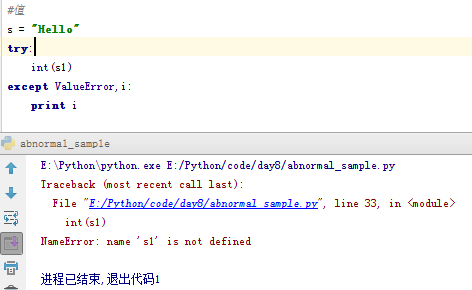 #值
s = "Hello"
try:
    int(s1)
except ValueError,i:
    print i
abnormal_sample
E:\Python\python.exe E:/Python/code/day8/abnormal_sample.py
Traceback (most recent call last):
  File "E:/Python/code/day8/abnormal_sample.py", line 33, in <module>
    int(s1)
NameError: name 's1' is not defined
进程已结束,退出代码1